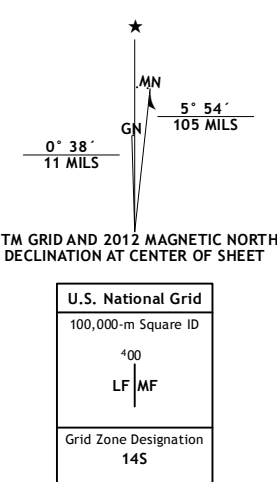 ★
MN
5° 54´
105 MILS
GN
0° 38´
11 MILS
TM GRID AND 2012 MAGNETIC NORTH
DECLINATION AT CENTER OF SHEET
U.S. National Grid
100,000-m Square ID
⁴00
LF MF
Grid Zone Designation
14S